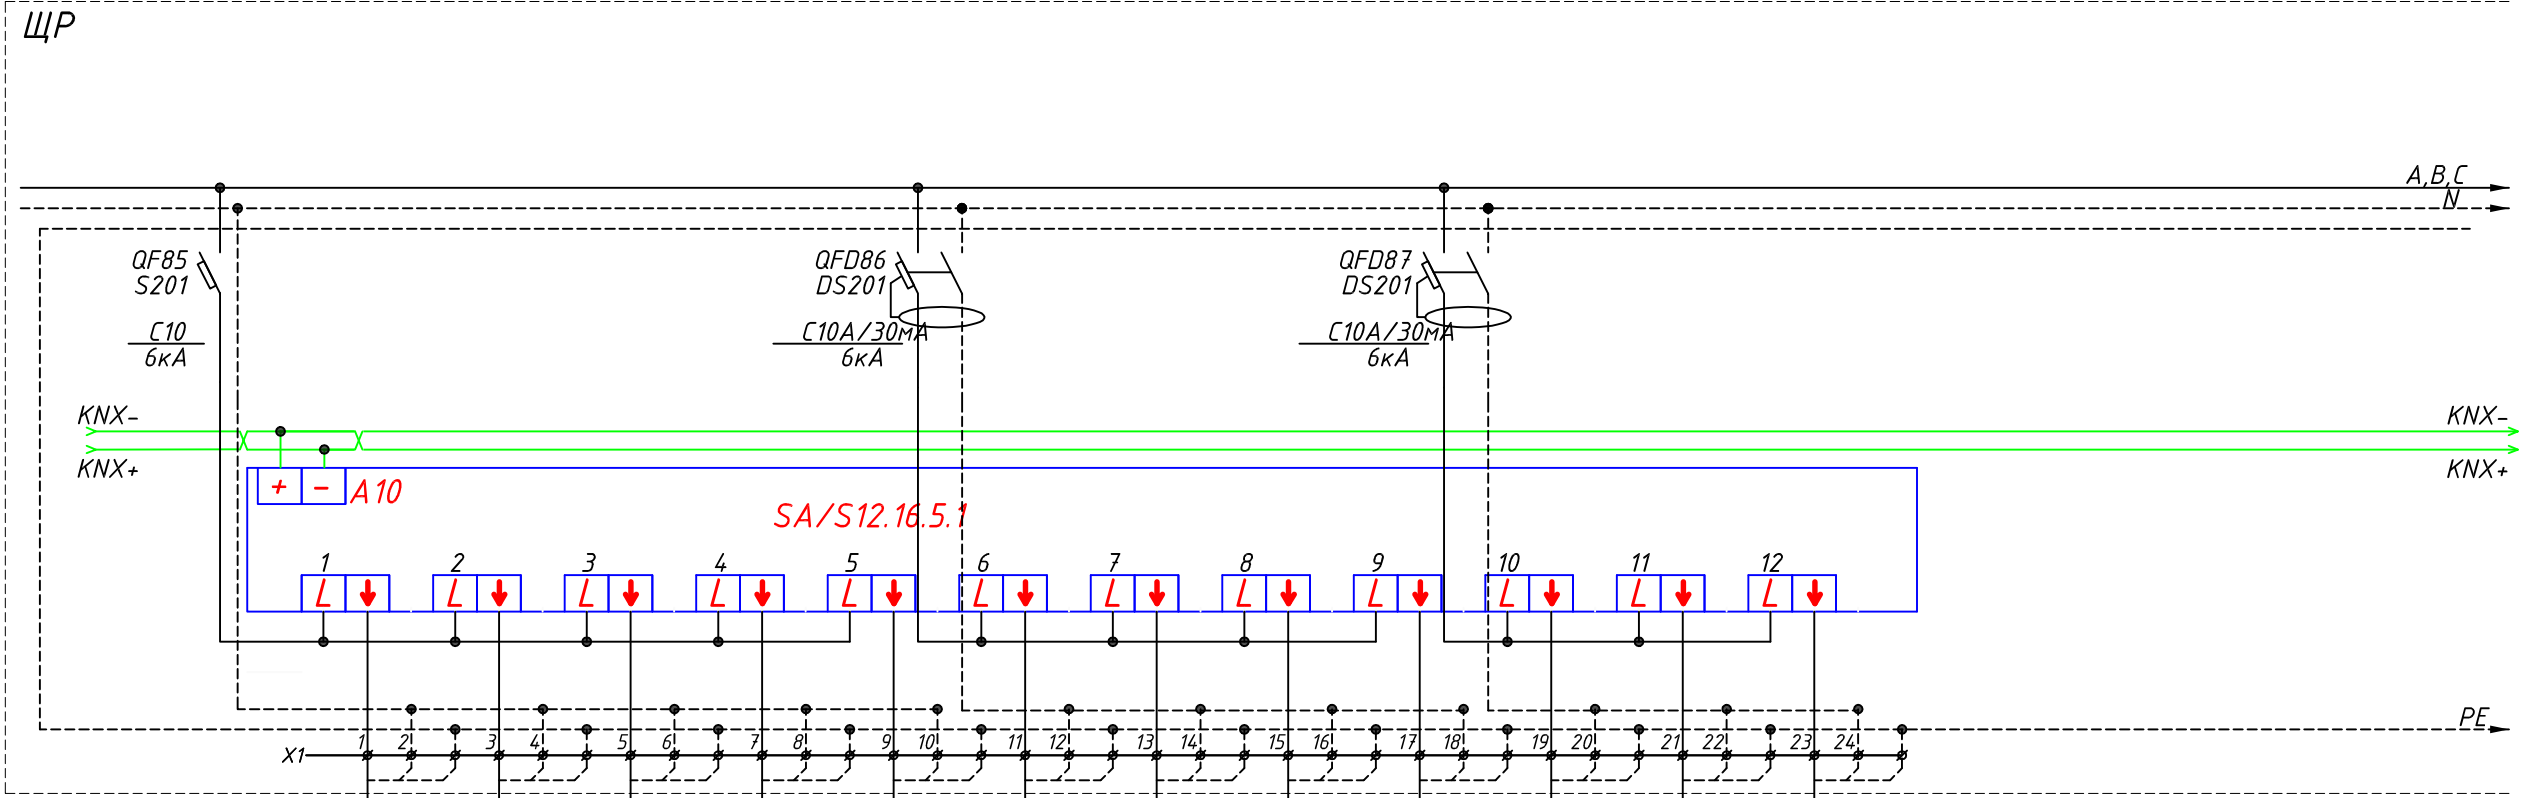 ЩР
A,B,C
N
QF85
S201
C10
6кА
QFD86
DS201
C10A/30мА
6кА
QFD87
DS201
C10A/30мА
6кА
KNX-
KNX-
KNX+
KNX+
+ - A10
SA/S12.16.5.1
1 2 3 4 5 6 7 8 9 10 11 12
L L L L L L L L L L L L
PE
X1 1 2 3 4 5 6 7 8 9 10 11 12 13 14 15 16 17 18 19 20 21 22 23 24